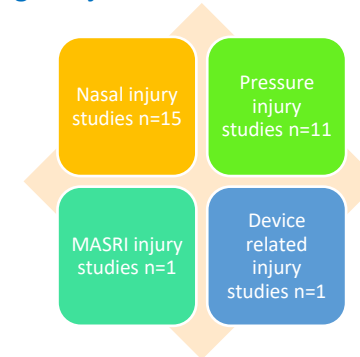 Nasal injury
studies n=15
Pressure
injury
studies n=11
MASRI injury
studies n=1
Device
related
injury
studies n=1